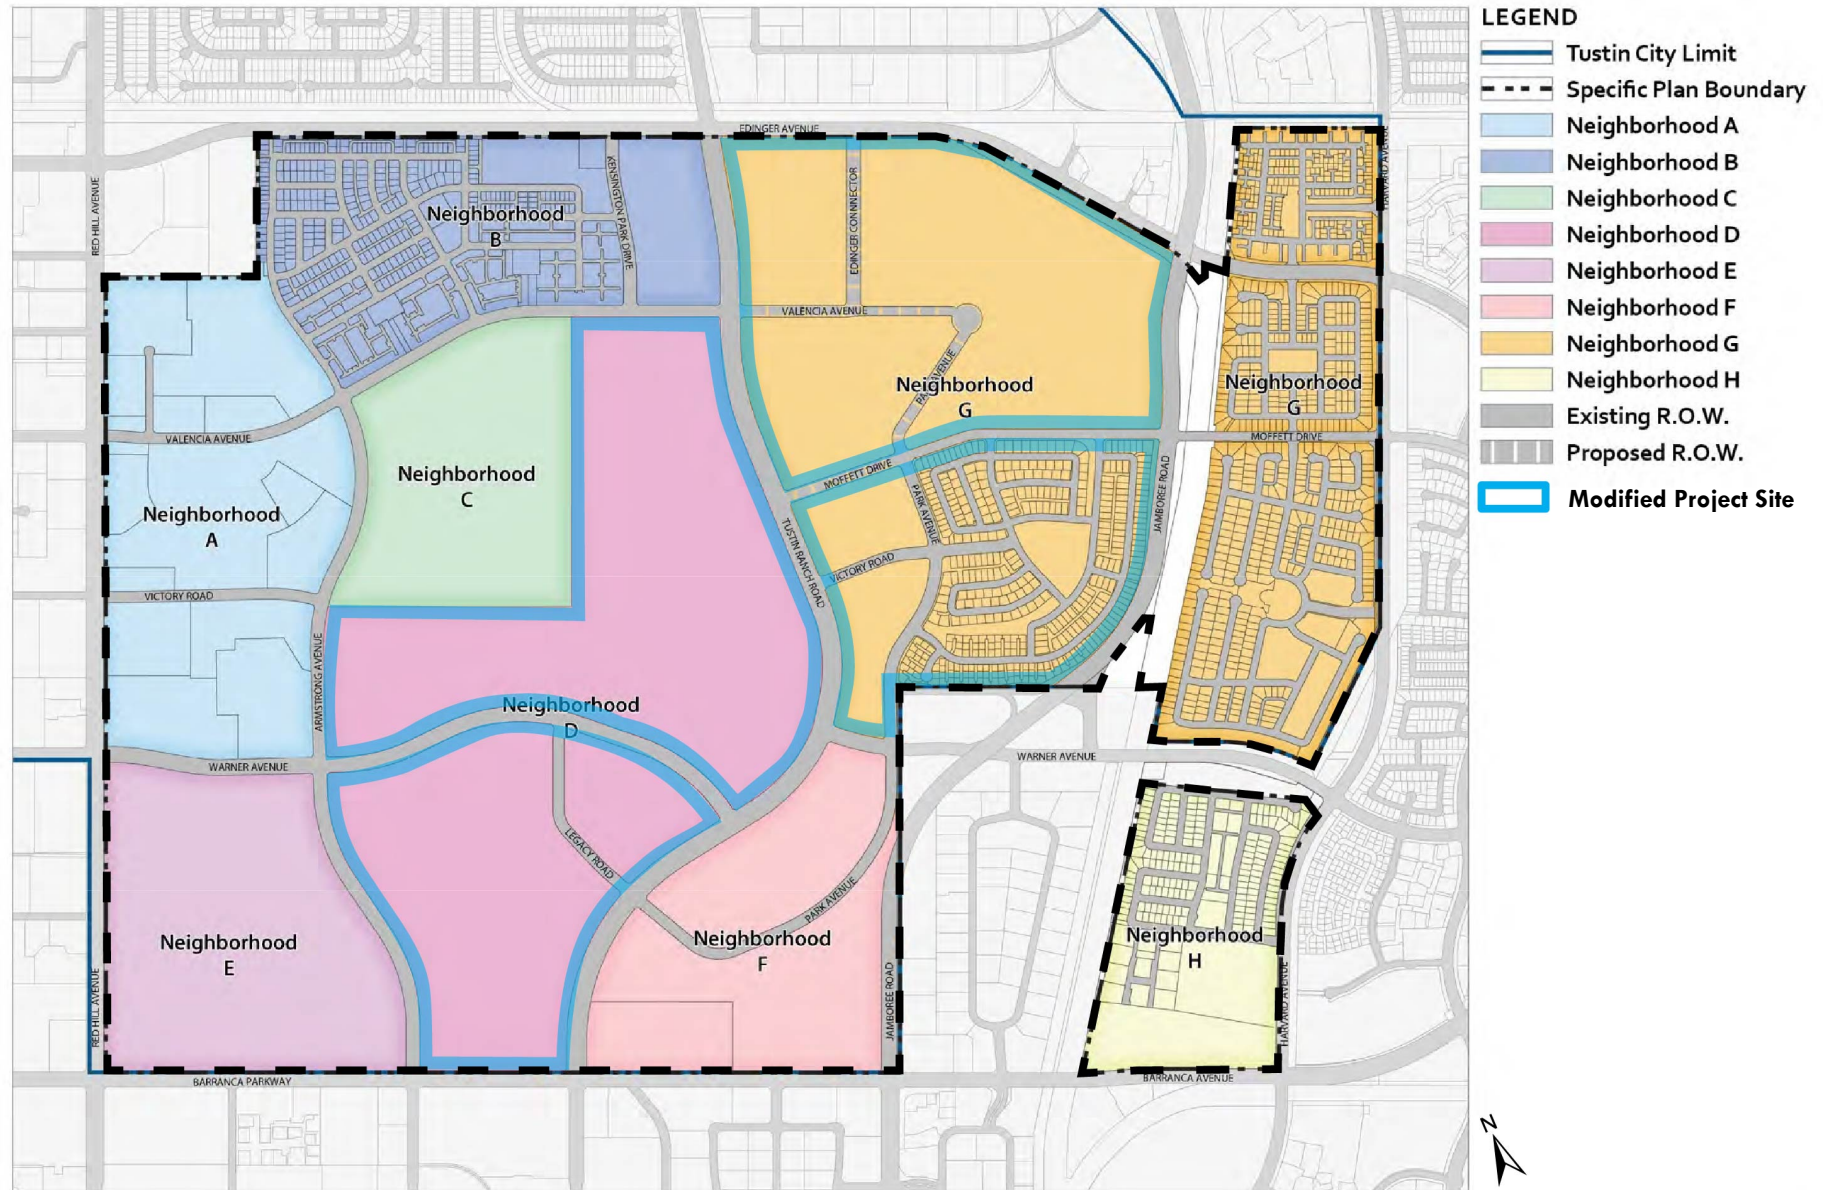 LEGEND
Tustin City Limit
Specific Plan Boundary
Neighborhood A
Neighborhood B
Neighborhood C
Neighborhood D
Neighborhood E
Neighborhood F
Neighborhood G
Neighborhood H
Existing R.O.W.
Proposed R.O.W.
Modified Project Site
EDINGER AVENUE
RED HILL AVENUE
HARVARD AVENUE
KENSINGTON PARK DRIVE
EDINGER CONNNECTOR
Neighborhood
B
VALENCIA AVENUE
PARK AVENUE
Neighborhood
G
Neighborhood
G
VALENCIA AVENUE
MOFFETT DRIVE
MOFFETT DRIVE
Neighborhood
C
JAMBOREE ROAD
Neighborhood
A
PARK AVENUE
TUSTIN RANCH ROAD
VICTORY ROAD
VICTORY ROAD
ARMSTRONG AVENUE
Neighborhood
D
WARNER AVENUE
WARNER AVENUE
LEGACY ROAD
PARK AVENUE
Neighborhood
E
Neighborhood
F
Neighborhood
H
RED HILL AVENUE
JAMBOREE ROAD
HARVARD AVENUE
BARRANCA PARKWAY
BARRANCA AVENUE
N